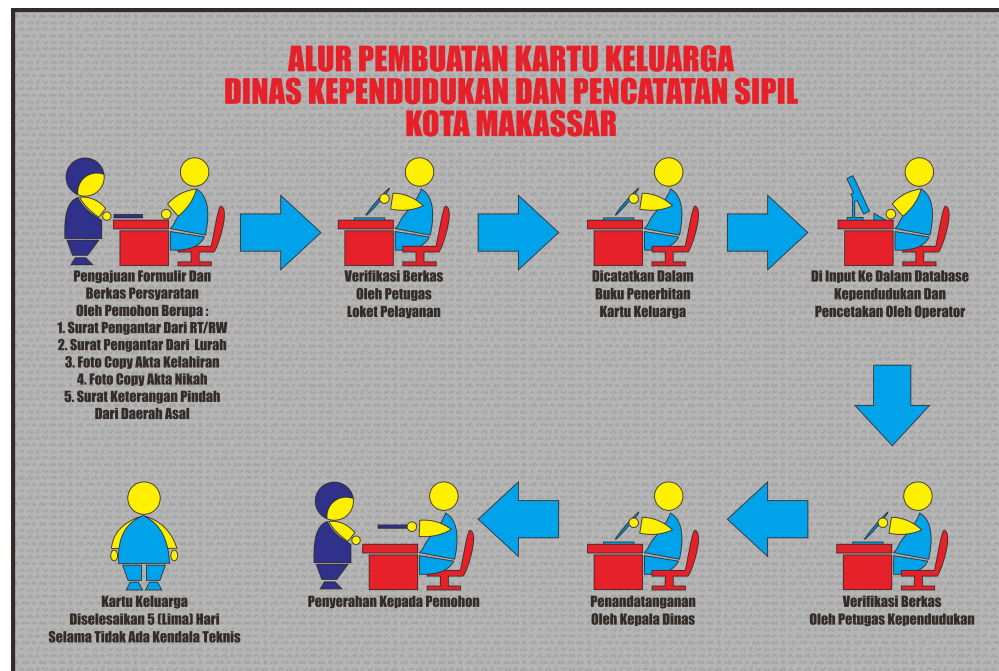 ALUR PEMBUATAN KARTU KELUARGA
DINAS KEPENDUDUKAN DAN PENCATATAN SIPIL
KOTA MAKASSAR
Pengajuan Formulir Dan
Berkas Persyaratan
Oleh Pemohon Berupa :
1. Surat Pengantar Dari RT/RW
2. Surat Pengantar Dari Lurah
3. Foto Copy Akta Kelahiran
4. Foto Copy Akta Nikah
5. Surat Keterangan Pindah
Dari Daerah Asal
Verifikasi Berkas
Oleh Petugas
Loket Pelayanan
Dicatatkan Dalam
Buku Penerbitan
Kartu Keluarga
Di Input Ke Dalam Database
Kependudukan Dan
Pencetakan Oleh Operator
Verifikasi Berkas
Oleh Petugas Kependudukan
Penandatanganan
Oleh Kepala Dinas
Penyerahan Kepada Pemohon
Kartu Keluarga
Diselesaikan 5 (Lima) Hari
Selama Tidak Ada Kendala Teknis